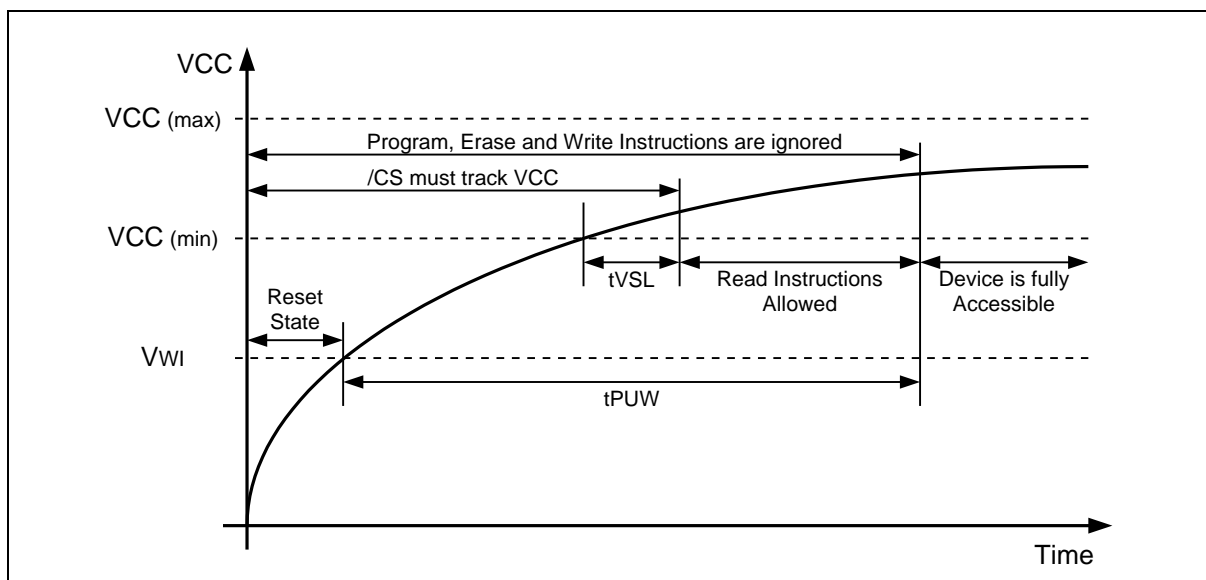 VCC
VCC (max)
Program, Erase and Write Instructions are ignored
/CS must track VCC
VCC (min)
tVSL
Read Instructions
Allowed
Device is fully
Accessible
Reset
State
VWI
tPUW
Time